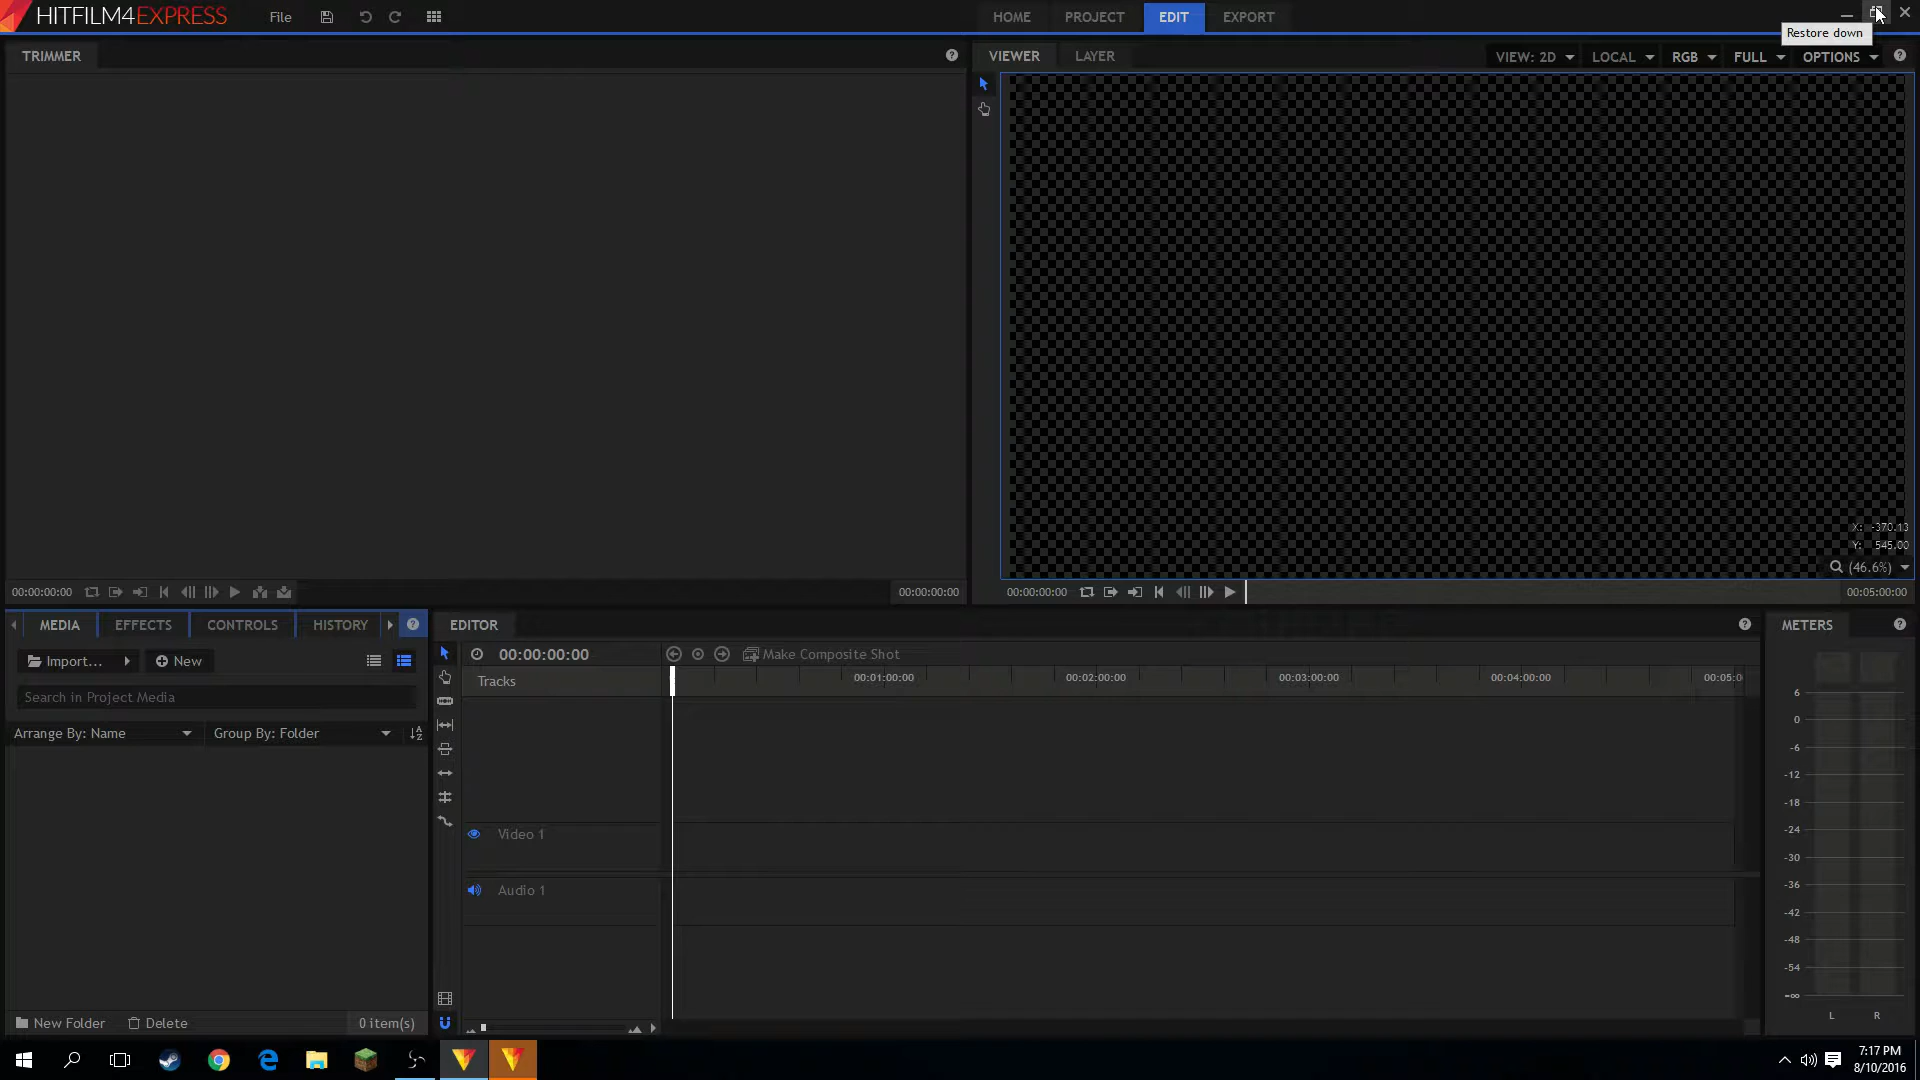 HITFILM4EXPRESS File HOME PROJECT EDIT EXPORT
Restore down
TRIMMER
VIEWER LAYER VIEW: 2D LOCAL RGB FULL OPTIONS
X: -370.13
Y: 545.00
(46.6%)
00:00:00:00 00:00:00:00
00:00:00:00 00:05:00:00
MEDIA EFFECTS CONTROLS HISTORY
Import... New
Search in Project Media
Arrange By: Name Group By: Folder
New Folder Delete 0 item(s)
EDITOR
00:00:00:00 Make Composite Shot
Tracks 00:01:00:00 00:02:00:00 00:03:00:00 00:04:00:00 00:05:0
Video 1
Audio 1
METERS
6
0
-6
-12
-18
-24
-30
-36
-42
-48
-54
-∞
L R
7:17 PM
8/10/2016